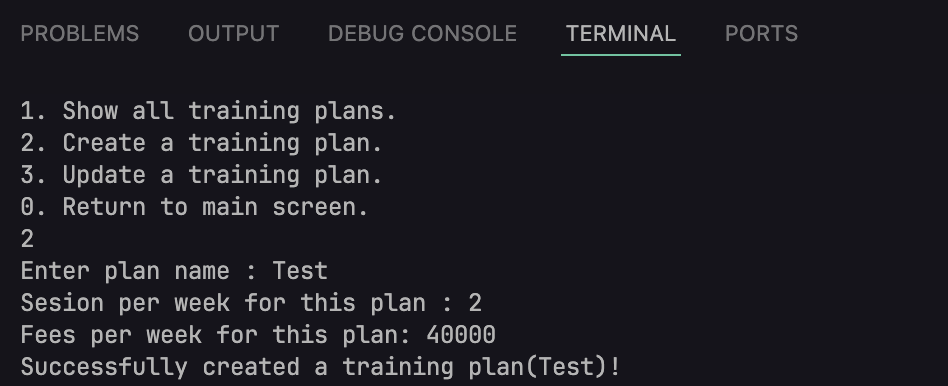 PROBLEMS OUTPUT DEBUG CONSOLE TERMINAL PORTS
1. Show all training plans.
2. Create a training plan.
3. Update a training plan.
0. Return to main screen.
2
Enter plan name : Test
Sesion per week for this plan : 2
Fees per week for this plan: 40000
Successfully created a training plan(Test)!